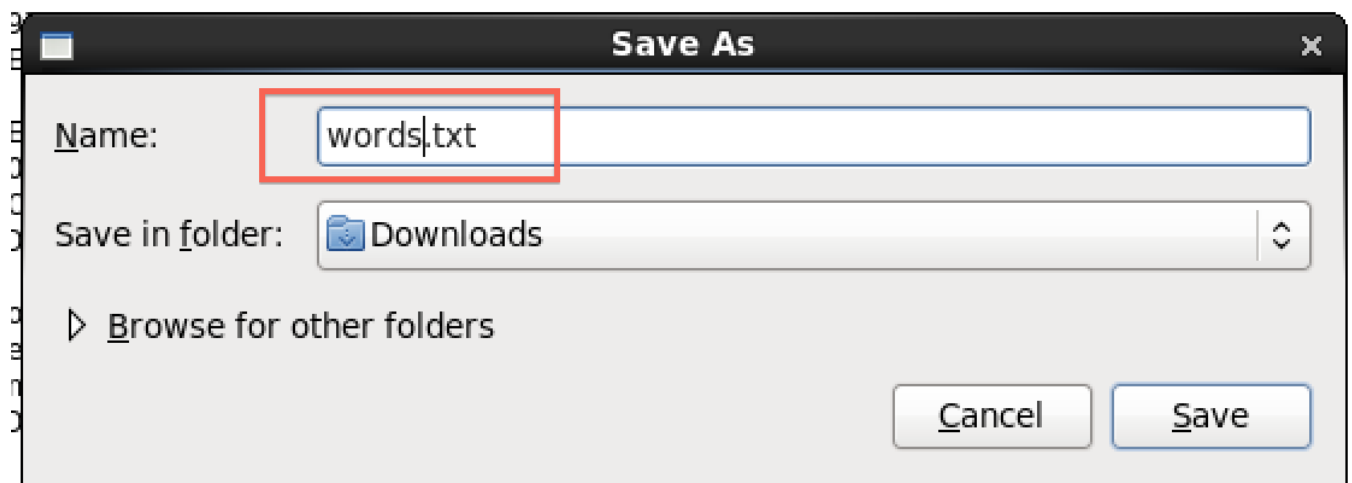 Save As
Name: words.txt
Save in folder: Downloads
Browse for other folders
Cancel Save